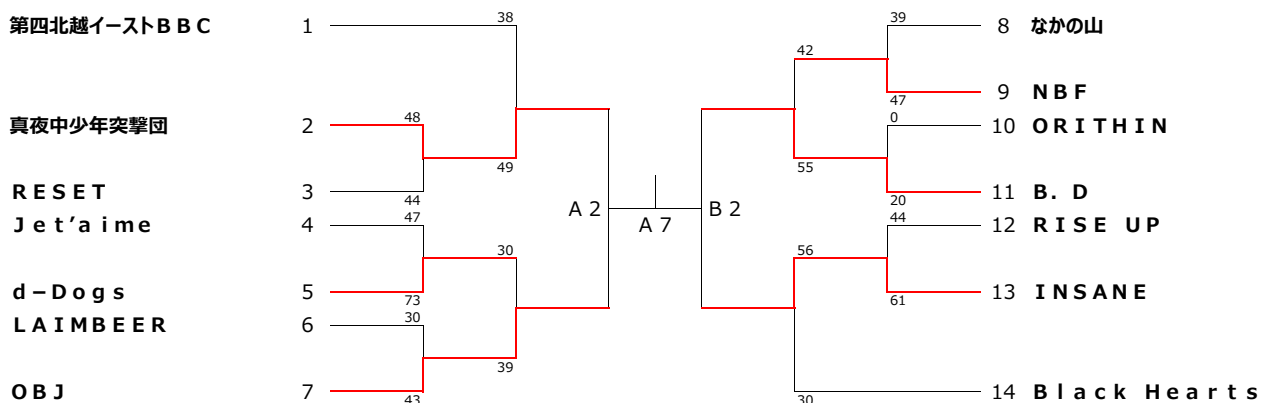 第四北越イーストＢＢＣ 1 38
真夜中少年突撃団 2 48
49
ＲＥＳＥＴ 3 44
Ｊｅｔ’ａｉｍｅ 4 47
30
ｄ－Ｄｏｇｓ 5 73
ＬＡＩＭＢＥＥＲ 6 30
39
ＯＢＪ 7 43
Ａ２ Ａ７ Ｂ２
39 8 なかの山
42
47 9 ＮＢＦ
0 10 ＯＲＩＴＨＩＮ
55
20 11 Ｂ．Ｄ
44 12 ＲＩＳＥ ＵＰ
56
61 13 ＩＮＳＡＮＥ
30 14 Ｂｌａｃｋ Ｈｅａｒｔｓ